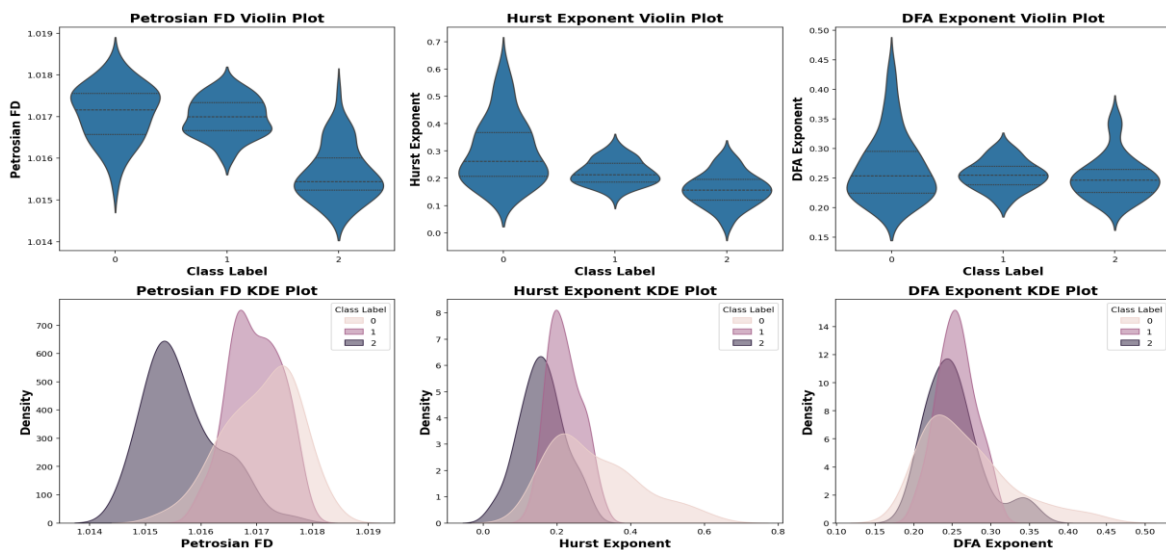 Petrosian FD Violin Plot
1.019
1.018
1.017
1.016
1.015
1.014
Petrosian FD
0 1 2
Class Label
Hurst Exponent Violin Plot
0.7
0.6
0.5
0.4
0.3
0.2
0.1
0.0
Hurst Exponent
0 1 2
Class Label
DFA Exponent Violin Plot
0.50
0.45
0.40
0.35
0.30
0.25
0.20
0.15
DFA Exponent
0 1 2
Class Label
Petrosian FD KDE Plot
700
600
500
400
300
200
100
0
Density
Class Label
0
1
2
1.014 1.015 1.016 1.017 1.018 1.019
Petrosian FD
Hurst Exponent KDE Plot
8
7
6
5
4
3
2
1
0
Density
Class Label
0
1
2
0.0 0.2 0.4 0.6 0.8
Hurst Exponent
DFA Exponent KDE Plot
14
12
10
8
6
4
2
0
Density
Class Label
0
1
2
0.10 0.15 0.20 0.25 0.30 0.35 0.40 0.45 0.50
DFA Exponent